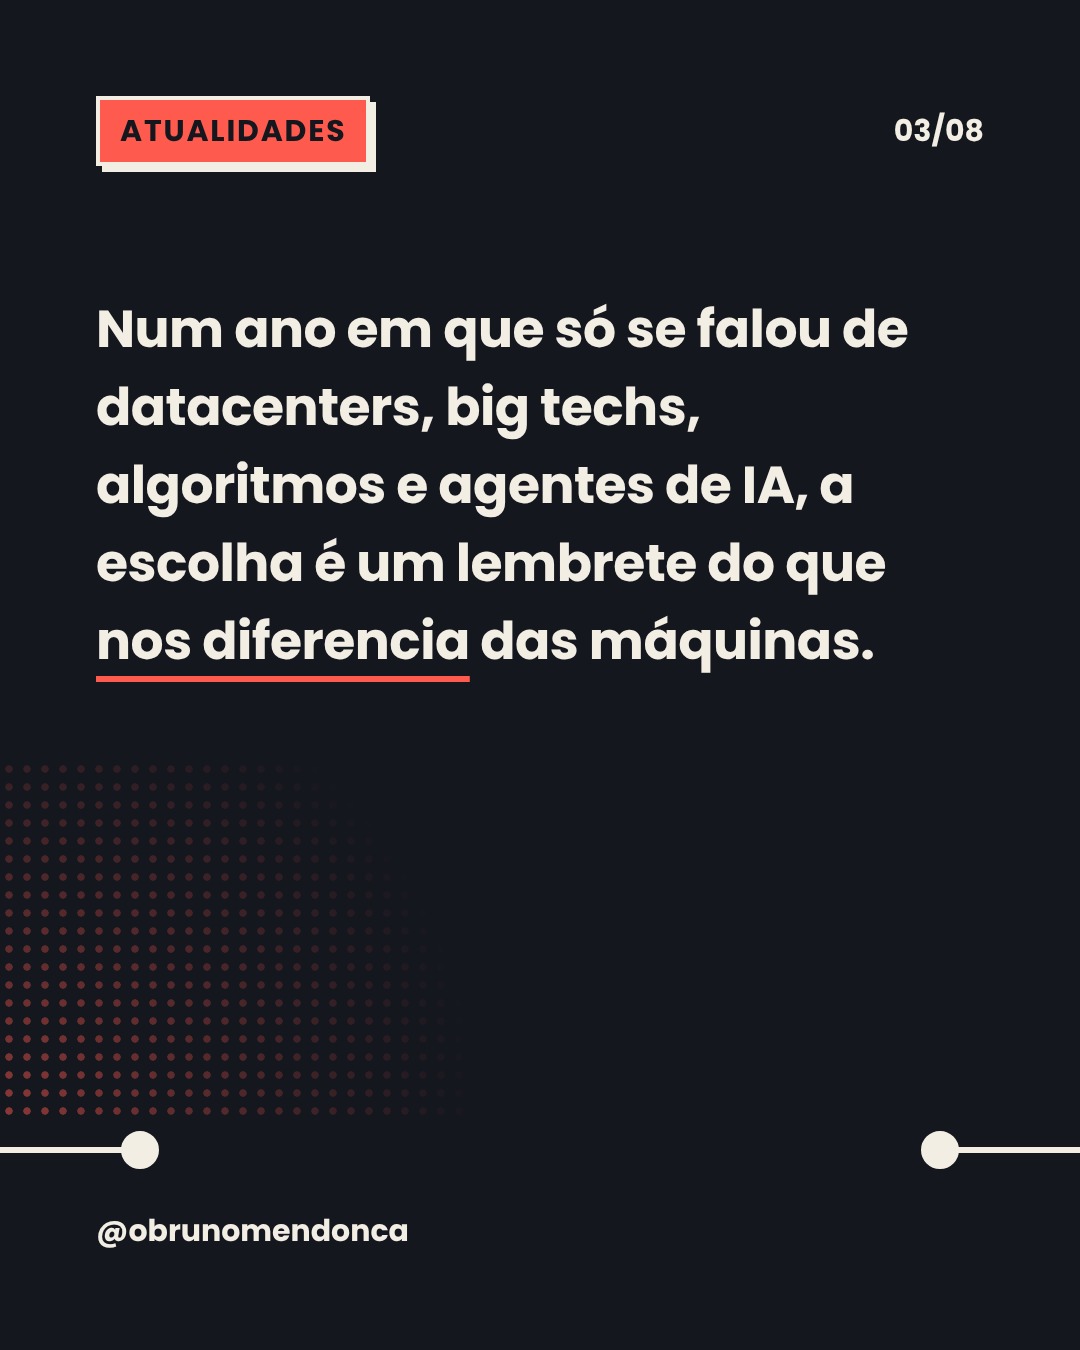 ATUALIDADES
03/08
Num ano em que só se falou de
datacenters, big techs,
algoritmos e agentes de IA, a
escolha é um lembrete do que
nos diferencia das máquinas.
@obrunomendonca